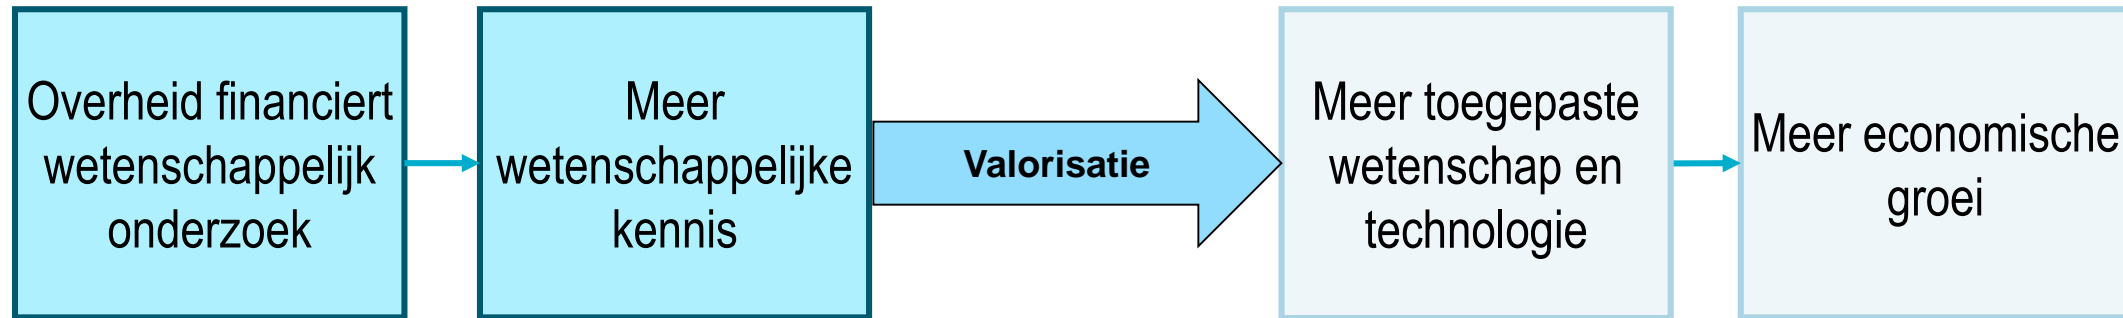 Overheid financiert
wetenschappelijk
onderzoek
Meer
wetenschappelijke
kennis
Valorisatie
Meer toegepaste
wetenschap en
technologie
Meer economische
groei